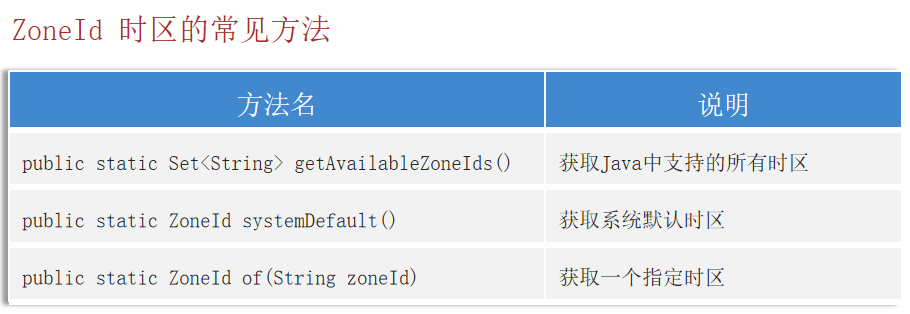 ZoneId 时区的常见方法
方法名 说明
public static Set<String> getAvailableZoneIds() 获取Java中支持的所有时区
public static ZoneId systemDefault() 获取系统默认时区
public static ZoneId of(String zoneId) 获取一个指定时区